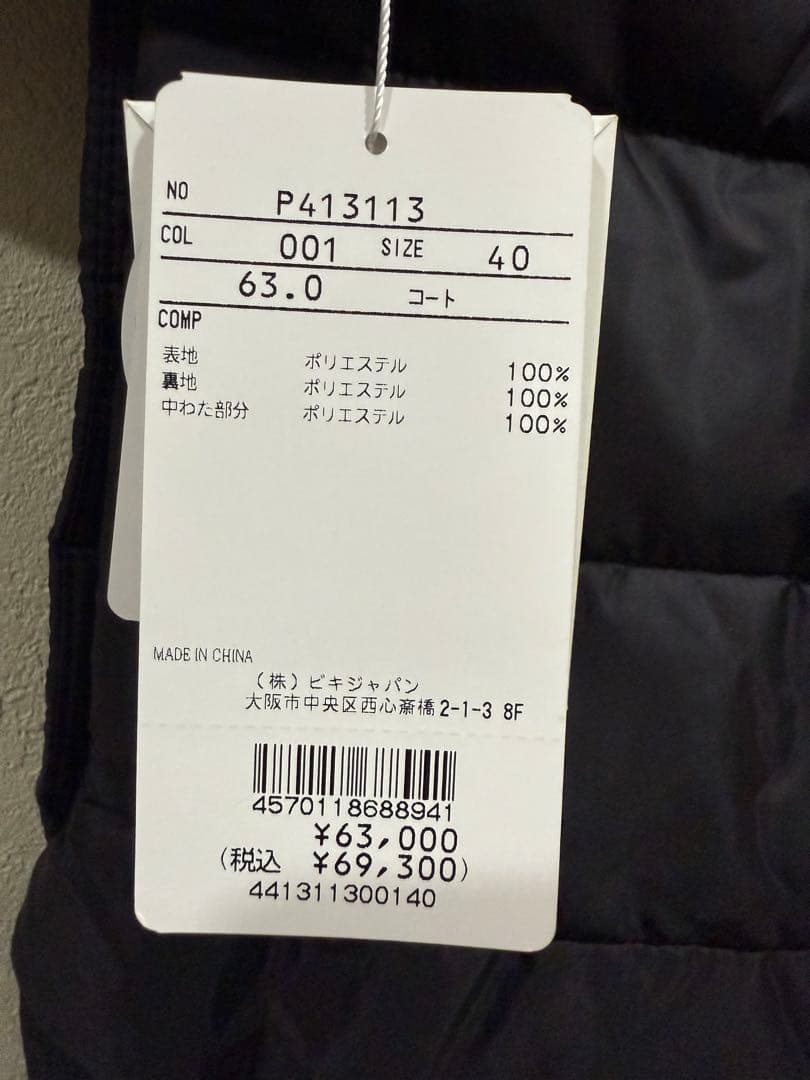 NO P413113
COL 001 SIZE 40
63.0 コート
COMP
表地 ポリエステル 100%
裏地 ポリエステル 100%
中わた部分 ポリエステル 100%
MADE IN CHINA
(株)ビキジャパン
大阪市中央区西心斎橋2-1-3 8F
4570118688941
¥63,000
(税込 ¥69,300)
441311300140